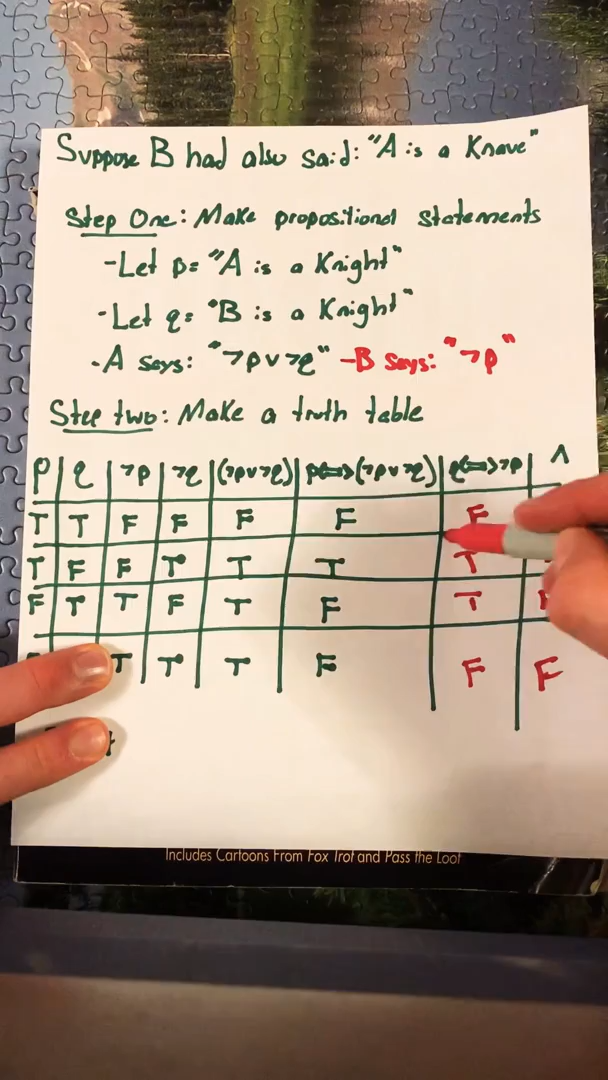 Suppose B had also said: "A is a Knave"
Step One: Make propositional statements
-Let p= "A is a Knight"
-Let q= "B is a Knight"
-A says: "¬p∨¬q" -B says: "¬p"
Step two: Make a truth table
P q ¬p ¬q (¬p∨¬q) p⟺(¬p∨¬q) q⟺¬p ∧
T T F F F F F
T F F T T T T
F T T F T F T F
T T T F F F
Includes Cartoons From Fox Trot and Pass the Loot